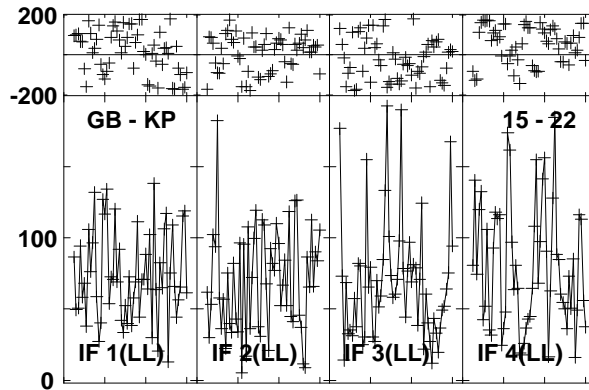 200
-200
GB - KP
15 - 22
100
IF 1(LL)
IF 2(LL)
IF 3(LL)
IF 4(LL)
0